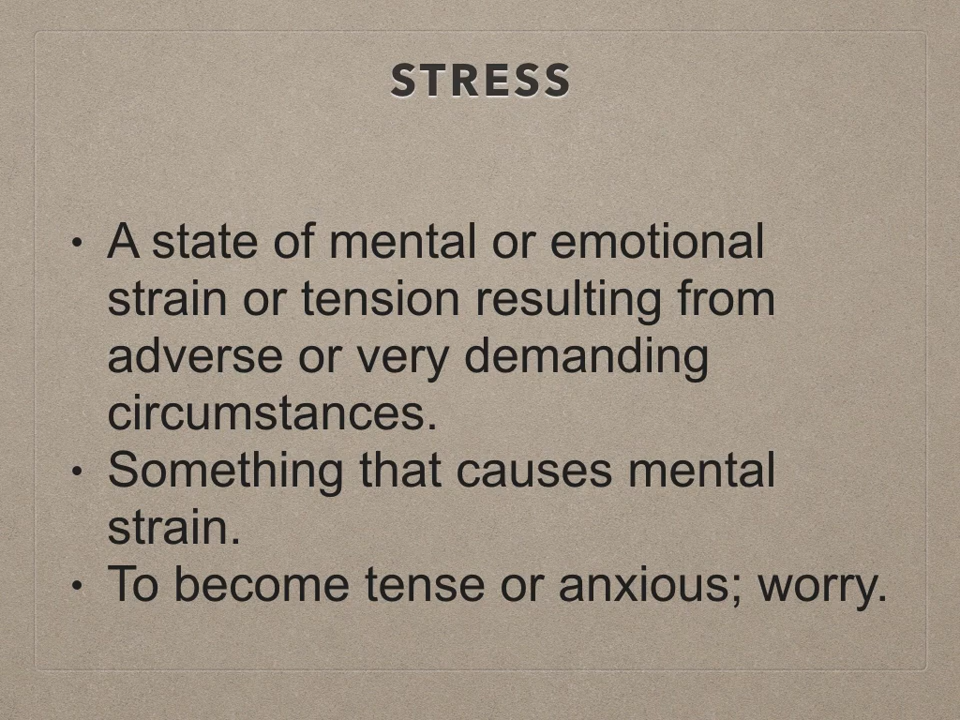 STRESS
• A state of mental or emotional
strain or tension resulting from
adverse or very demanding
circumstances.
• Something that causes mental
strain.
• To become tense or anxious; worry.